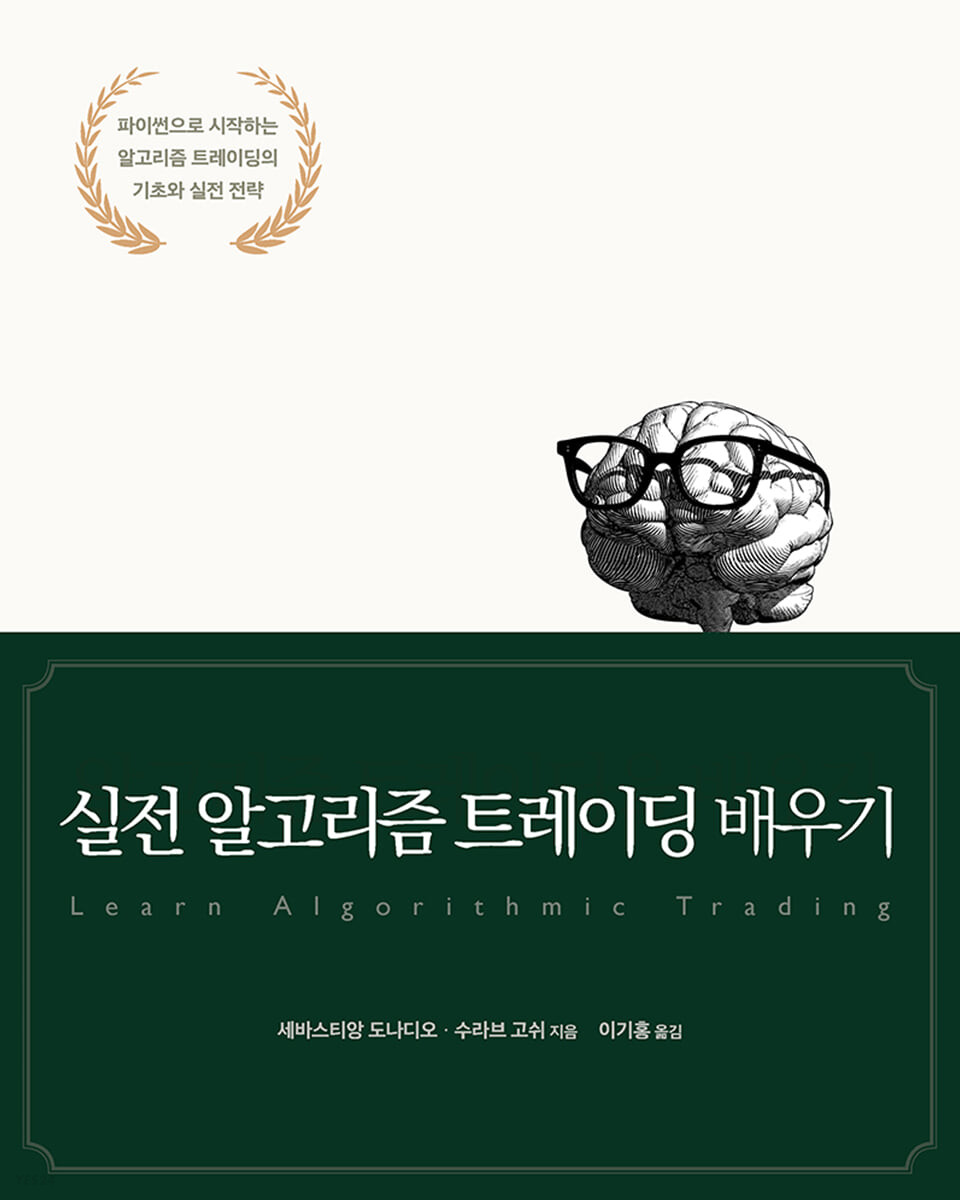 파이썬으로 시작하는
알고리즘 트레이딩의
기초와 실전 전략
실전 알고리즘 트레이딩 배우기
Learn Algorithmic Trading
세바스티앙 도나디오 · 수라브 고쉬 지음 이기홍 옮김